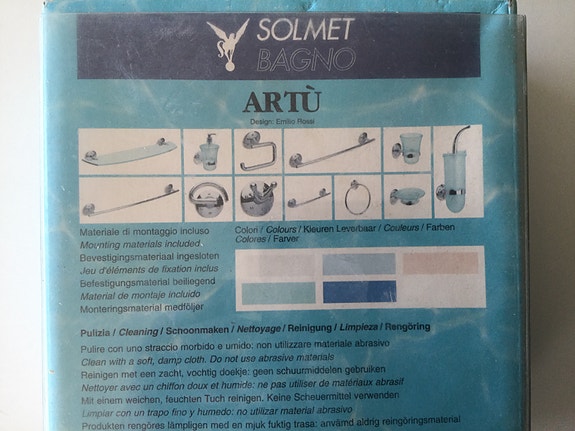 SOLMET
BAGNO
ARTÙ
Design: Emilio Rossi
Materiale di montaggio incluso
Mounting materials included
Bevestigingsmateriaal ingesloten
Jeu d'éléments de fixation inclus
Befestigungsmaterial beiliegend
Material de montaje incluido
Monteringsmaterial medföljer
Colori / Colours / Kleuren Leverbaar / Couleurs / Farben
Colores / Farver
Pulizia / Cleaning / Schoonmaken / Nettoyage / Reinigung / Limpieza / Rengöring
Pulire con uno straccio morbido e umido: non utilizzare materiale abrasivo
Clean with a soft, damp cloth. Do not use abrasive materials
Reinigen met een zacht, vochtig doekje: geen schuurmiddelen gebruiken
Nettoyer avec un chiffon doux et humide: ne pas utiliser de matériaux abrasif
Mit einem weichen, feuchten Tuch reinigen. Keine Scheuermittel verwenden
Limpiar con un trapo fino y humedo: no utilizar material abrasivo
Produkten rengöres lämpligen med en mjuk fuktig trasa: använd aldrig reingöringsmaterial